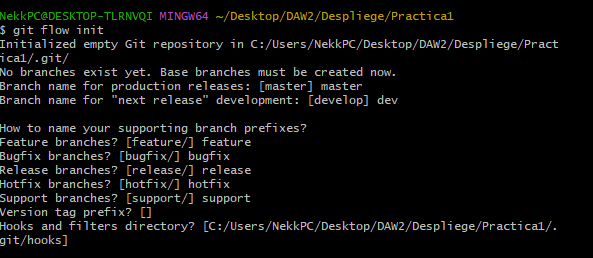 NekkPC@DESKTOP-TLRNVQI MINGW64 ~/Desktop/DAW2/Despliege/Practica1
$ git flow init
Initialized empty Git repository in C:/Users/NekkPC/Desktop/DAW2/Despliege/Pract
ica1/.git/
No branches exist yet. Base branches must be created now.
Branch name for production releases: [master] master
Branch name for "next release" development: [develop] dev

How to name your supporting branch prefixes?
Feature branches? [feature/] feature
Bugfix branches? [bugfix/] bugfix
Release branches? [release/] release
Hotfix branches? [hotfix/] hotfix
Support branches? [support/] support
Version tag prefix? []
Hooks and filters directory? [C:/Users/NekkPC/Desktop/DAW2/Despliege/Practica1/.
git/hooks]